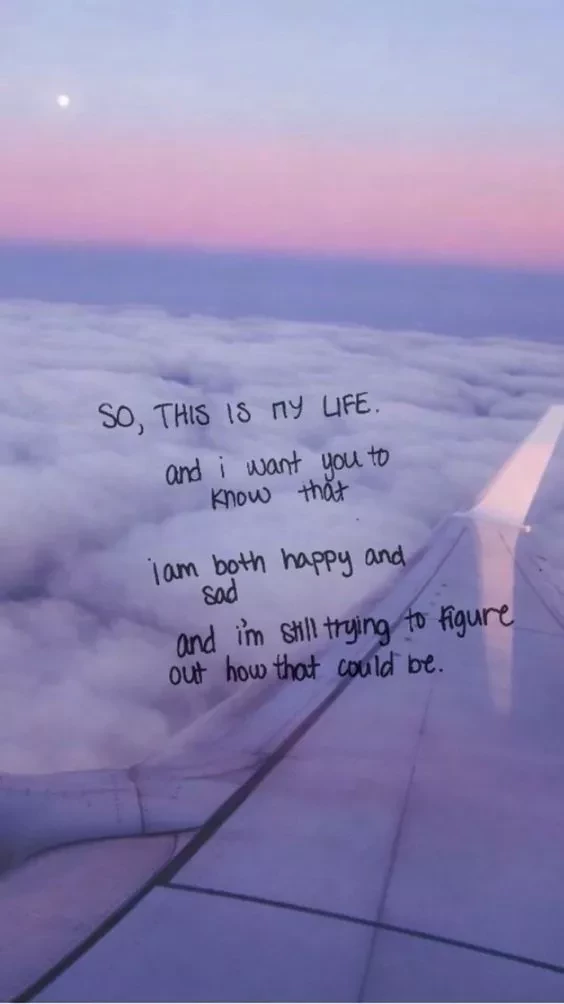 SO, THIS IS MY LIFE.
and i want you to
know that
i am both happy and
sad
and i'm still trying to figure
out how that could be.